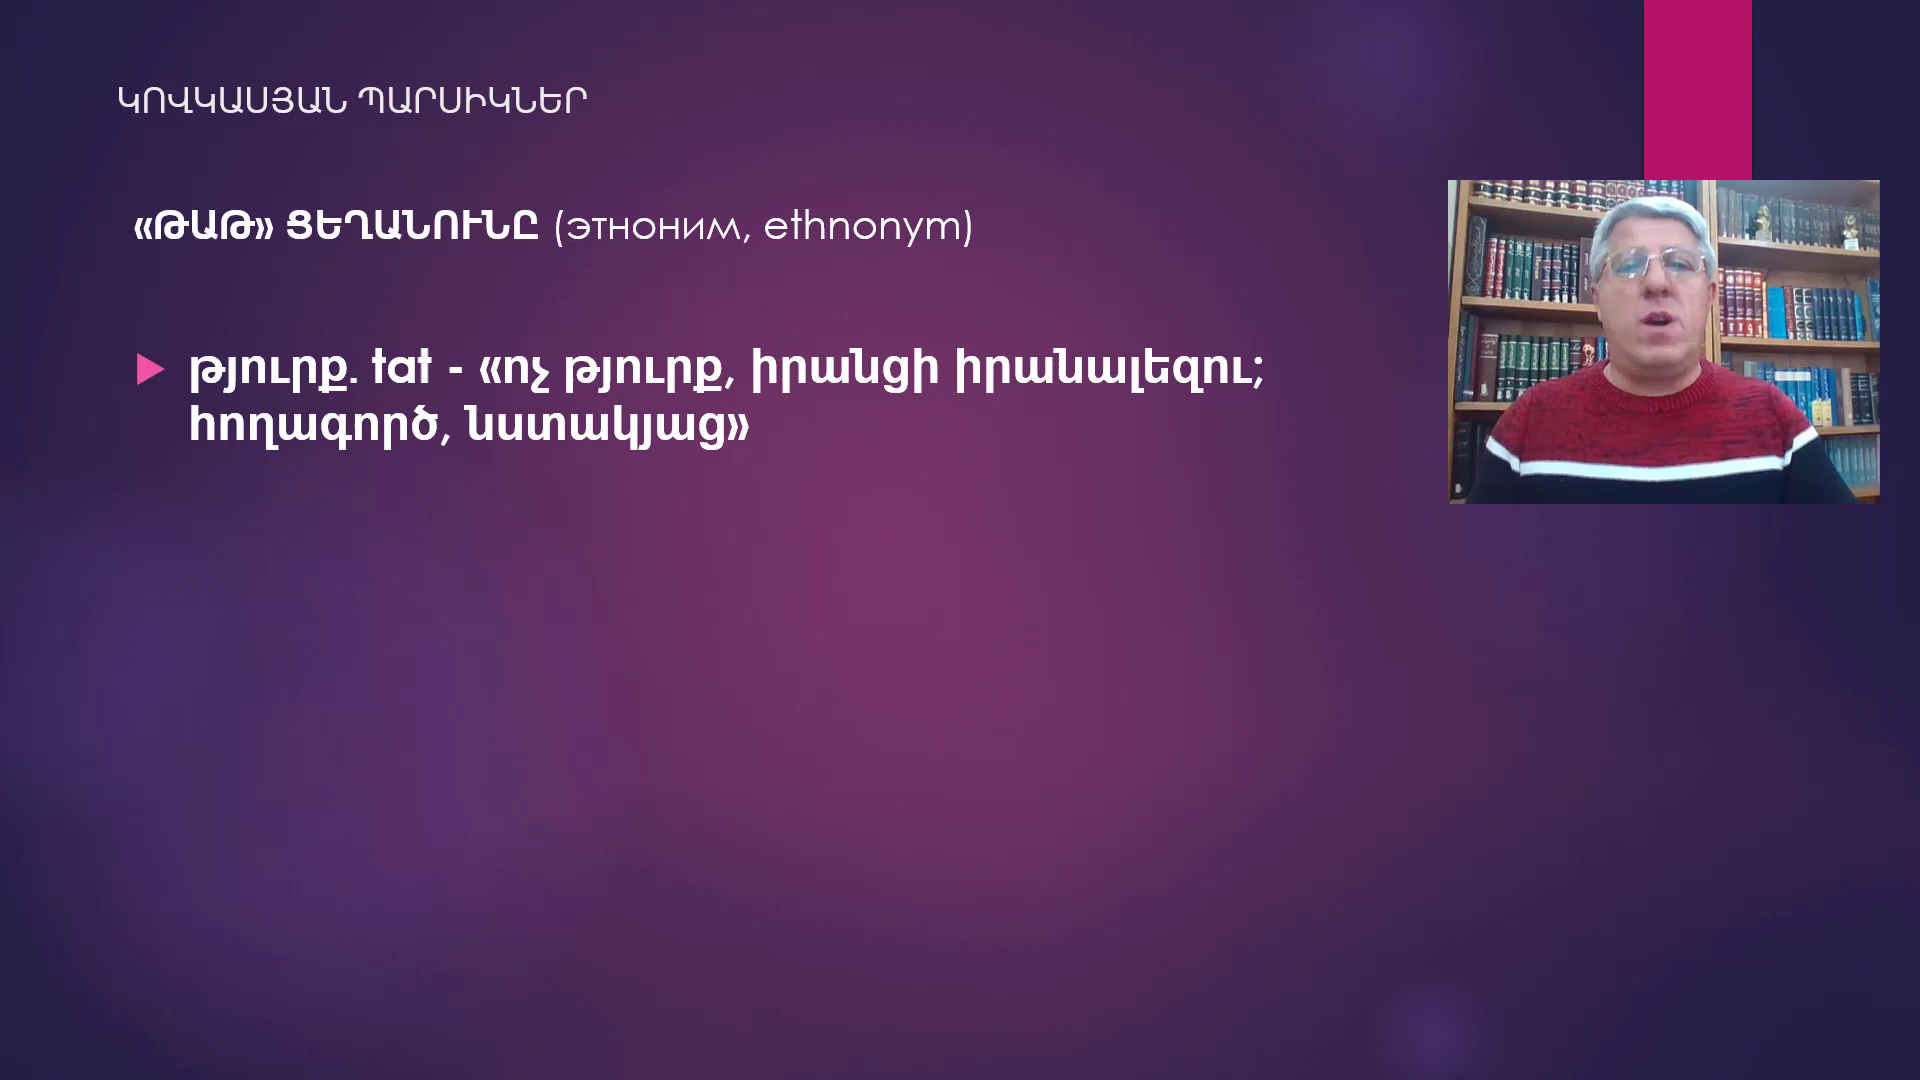 ԿՈՎԿԱՍՅԱՆ ՊԱՐՍԻԿՆԵՐ
«ԹԱԹ» ՑԵՂԱՆՈՒՆԸ (этноним, ethnonym)
թյուրք. tat - «ոչ թյուրք, իրանցի իրանալեզու;
հողագործ, նստակյաց»